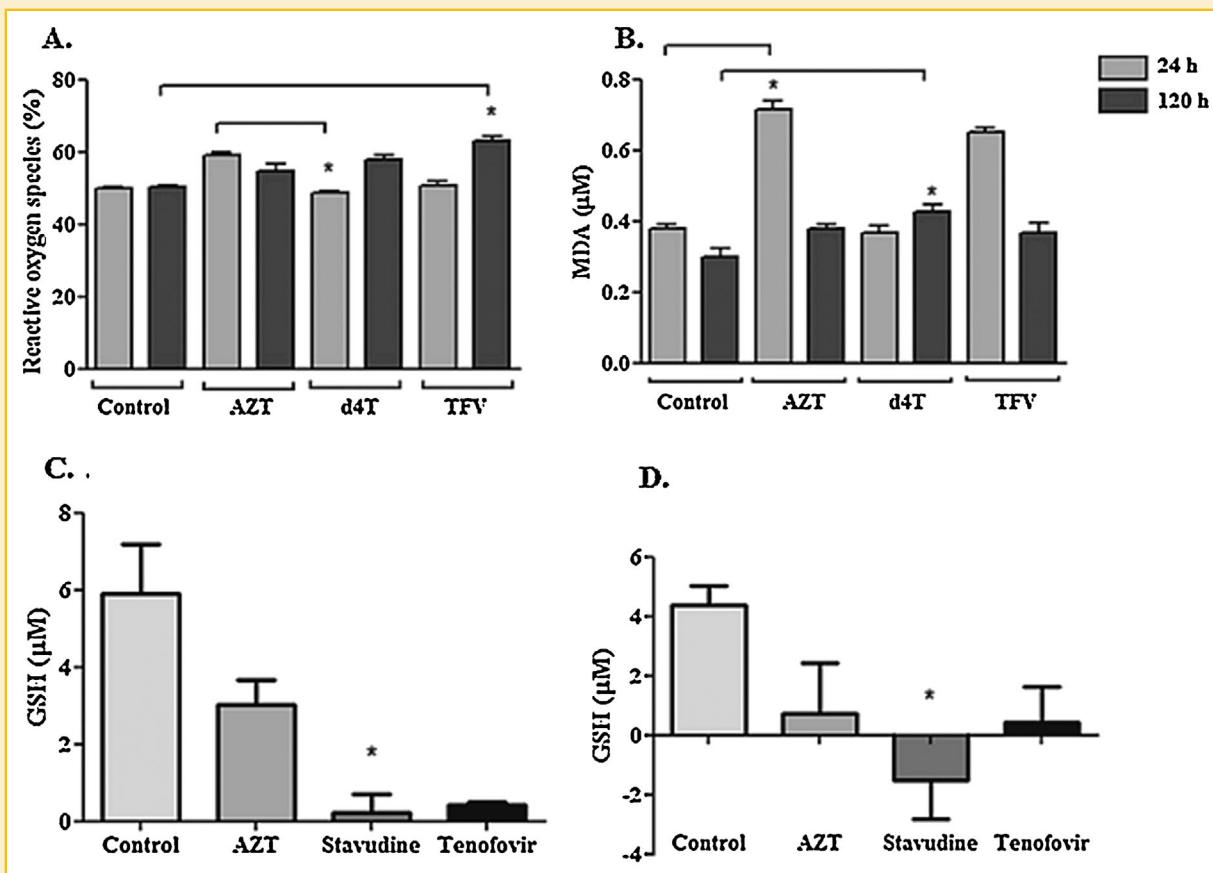 A.
Reactive oxygen species (%)
80
60
40
20
0
*
*
Control AZT d4T TFV
B.
MDA (µM)
0.8
0.6
0.4
0.2
0.0
*
*
Control AZT d4T TFV
24 h
120 h
C. .
GSH (µM)
8
6
4
2
0
*
Control AZT Stavudine Tenofovir
D.
GSH (µM)
6
4
2
0
-2
-4
*
Control AZT Stavudine Tenofovir